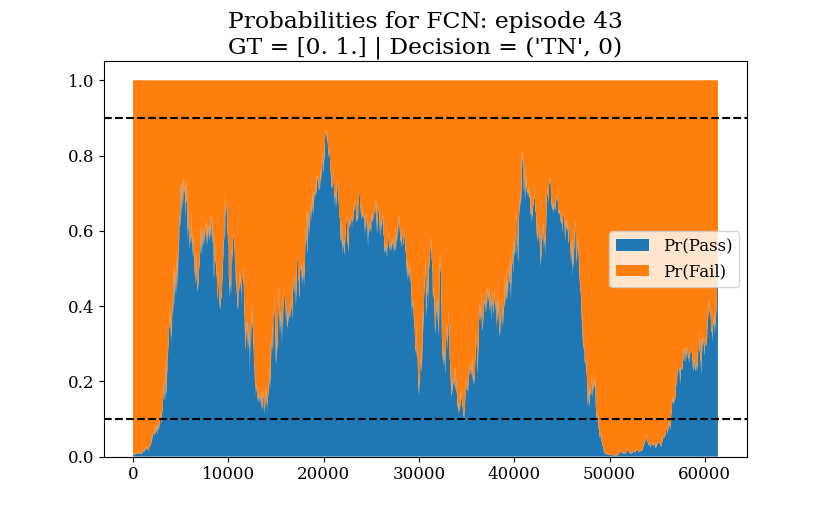 Probabilities for FCN: episode 43
GT = [0. 1.] | Decision = ('TN', 0)
1.0
0.8
0.6
0.4
0.2
0.0
Pr(Pass)
Pr(Fail)
0 10000 20000 30000 40000 50000 60000